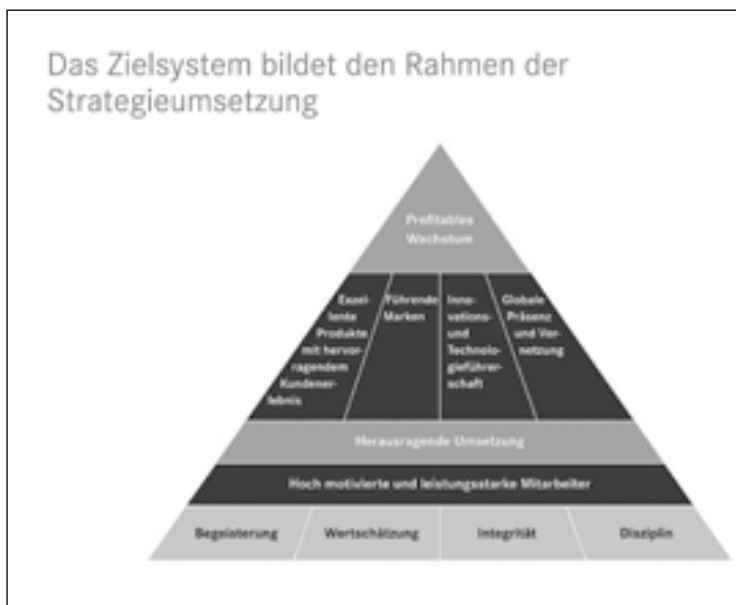 Das Zielsystem bildet den Rahmen der
Strategieumsetzung
Profitables
Wachstum
Exzel-
lente
Produkte
mit hervor-
ragendem
Kundener-
lebnis
Führende
Marken
Inno-
vations-
und
Technolo-
gieführer-
schaft
Globale
Präsenz
und Ver-
netzung
Herausragende Umsetzung
Hoch motivierte und leistungsstarke Mitarbeiter
Begeisterung
Wertschätzung
Integrität
Disziplin